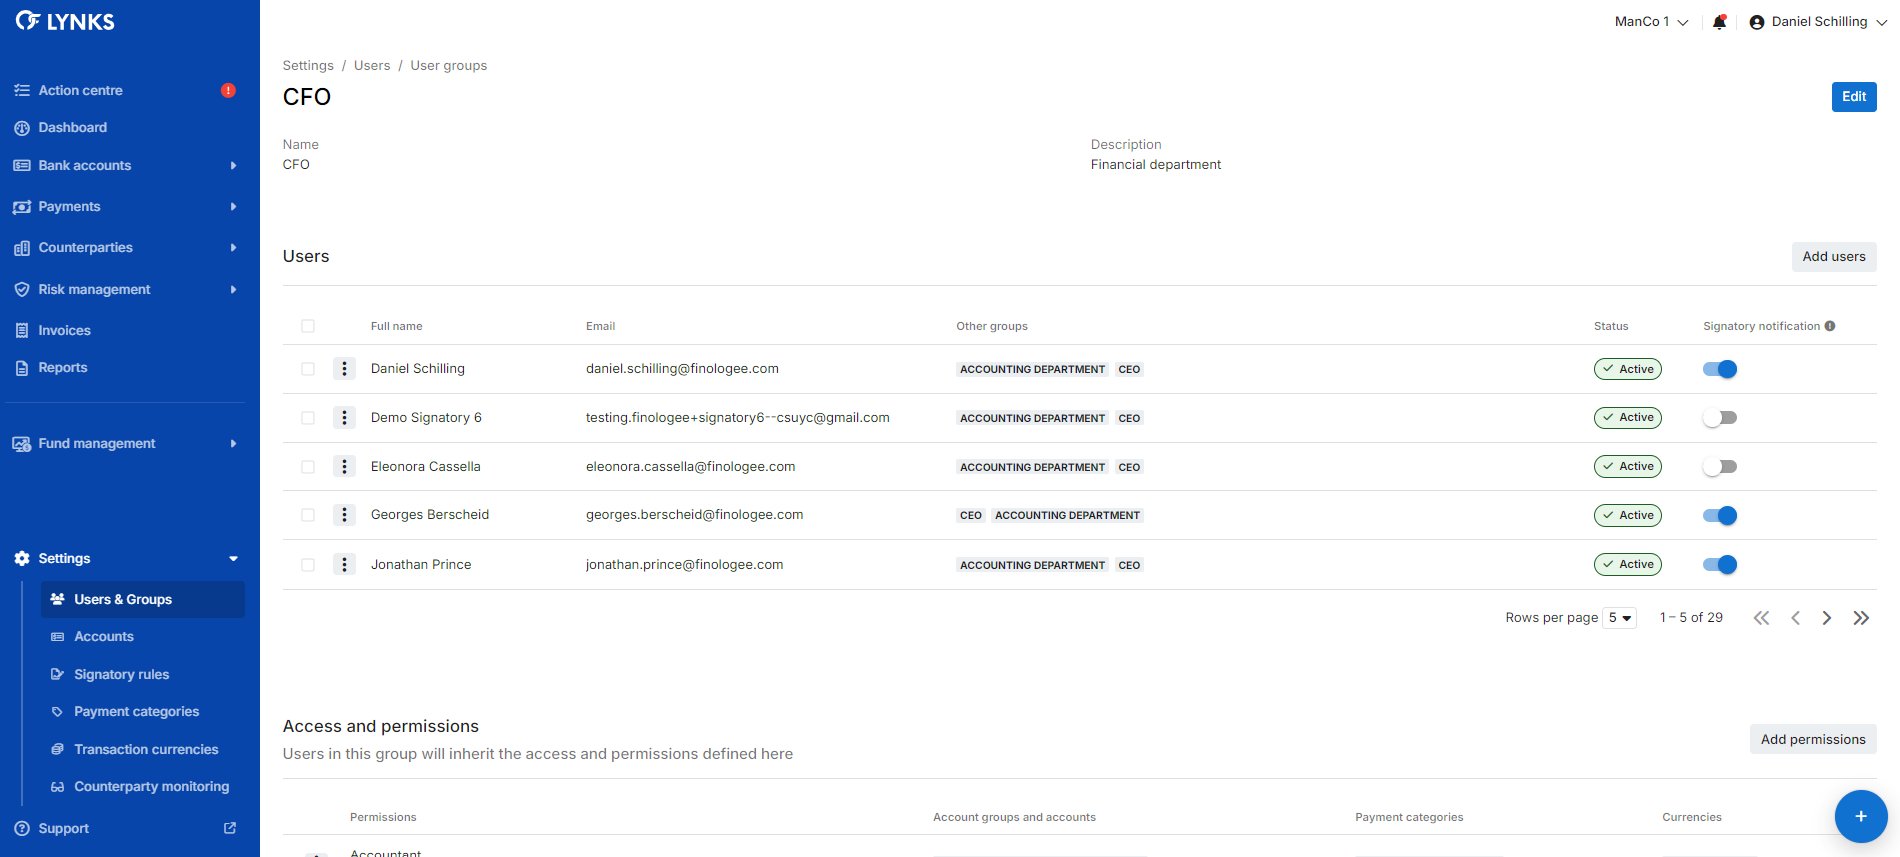 LYNKS
ManCo 1
Daniel Schilling
Action centre
Dashboard
Bank accounts
Payments
Counterparties
Risk management
Invoices
Reports
Fund management
Settings
Users & Groups
Accounts
Signatory rules
Payment categories
Transaction currencies
Counterparty monitoring
Support
Settings / Users / User groups
CFO
Edit
Name
Description
CFO
Financial department
Users
Add users
Full name Email Other groups Status Signatory notification
Daniel Schilling daniel.schilling@finologee.com ACCOUNTING DEPARTMENT CEO Active
Demo Signatory 6 testing.finologee+signatory6--csuyc@gmail.com ACCOUNTING DEPARTMENT CEO Active
Eleonora Cassella eleonora.cassella@finologee.com ACCOUNTING DEPARTMENT CEO Active
Georges Berscheid georges.berscheid@finologee.com CEO ACCOUNTING DEPARTMENT Active
Jonathan Prince jonathan.prince@finologee.com ACCOUNTING DEPARTMENT CEO Active
Rows per page 5 1 – 5 of 29
Access and permissions
Add permissions
Users in this group will inherit the access and permissions defined here
Permissions Account groups and accounts Payment categories Currencies
Accountant